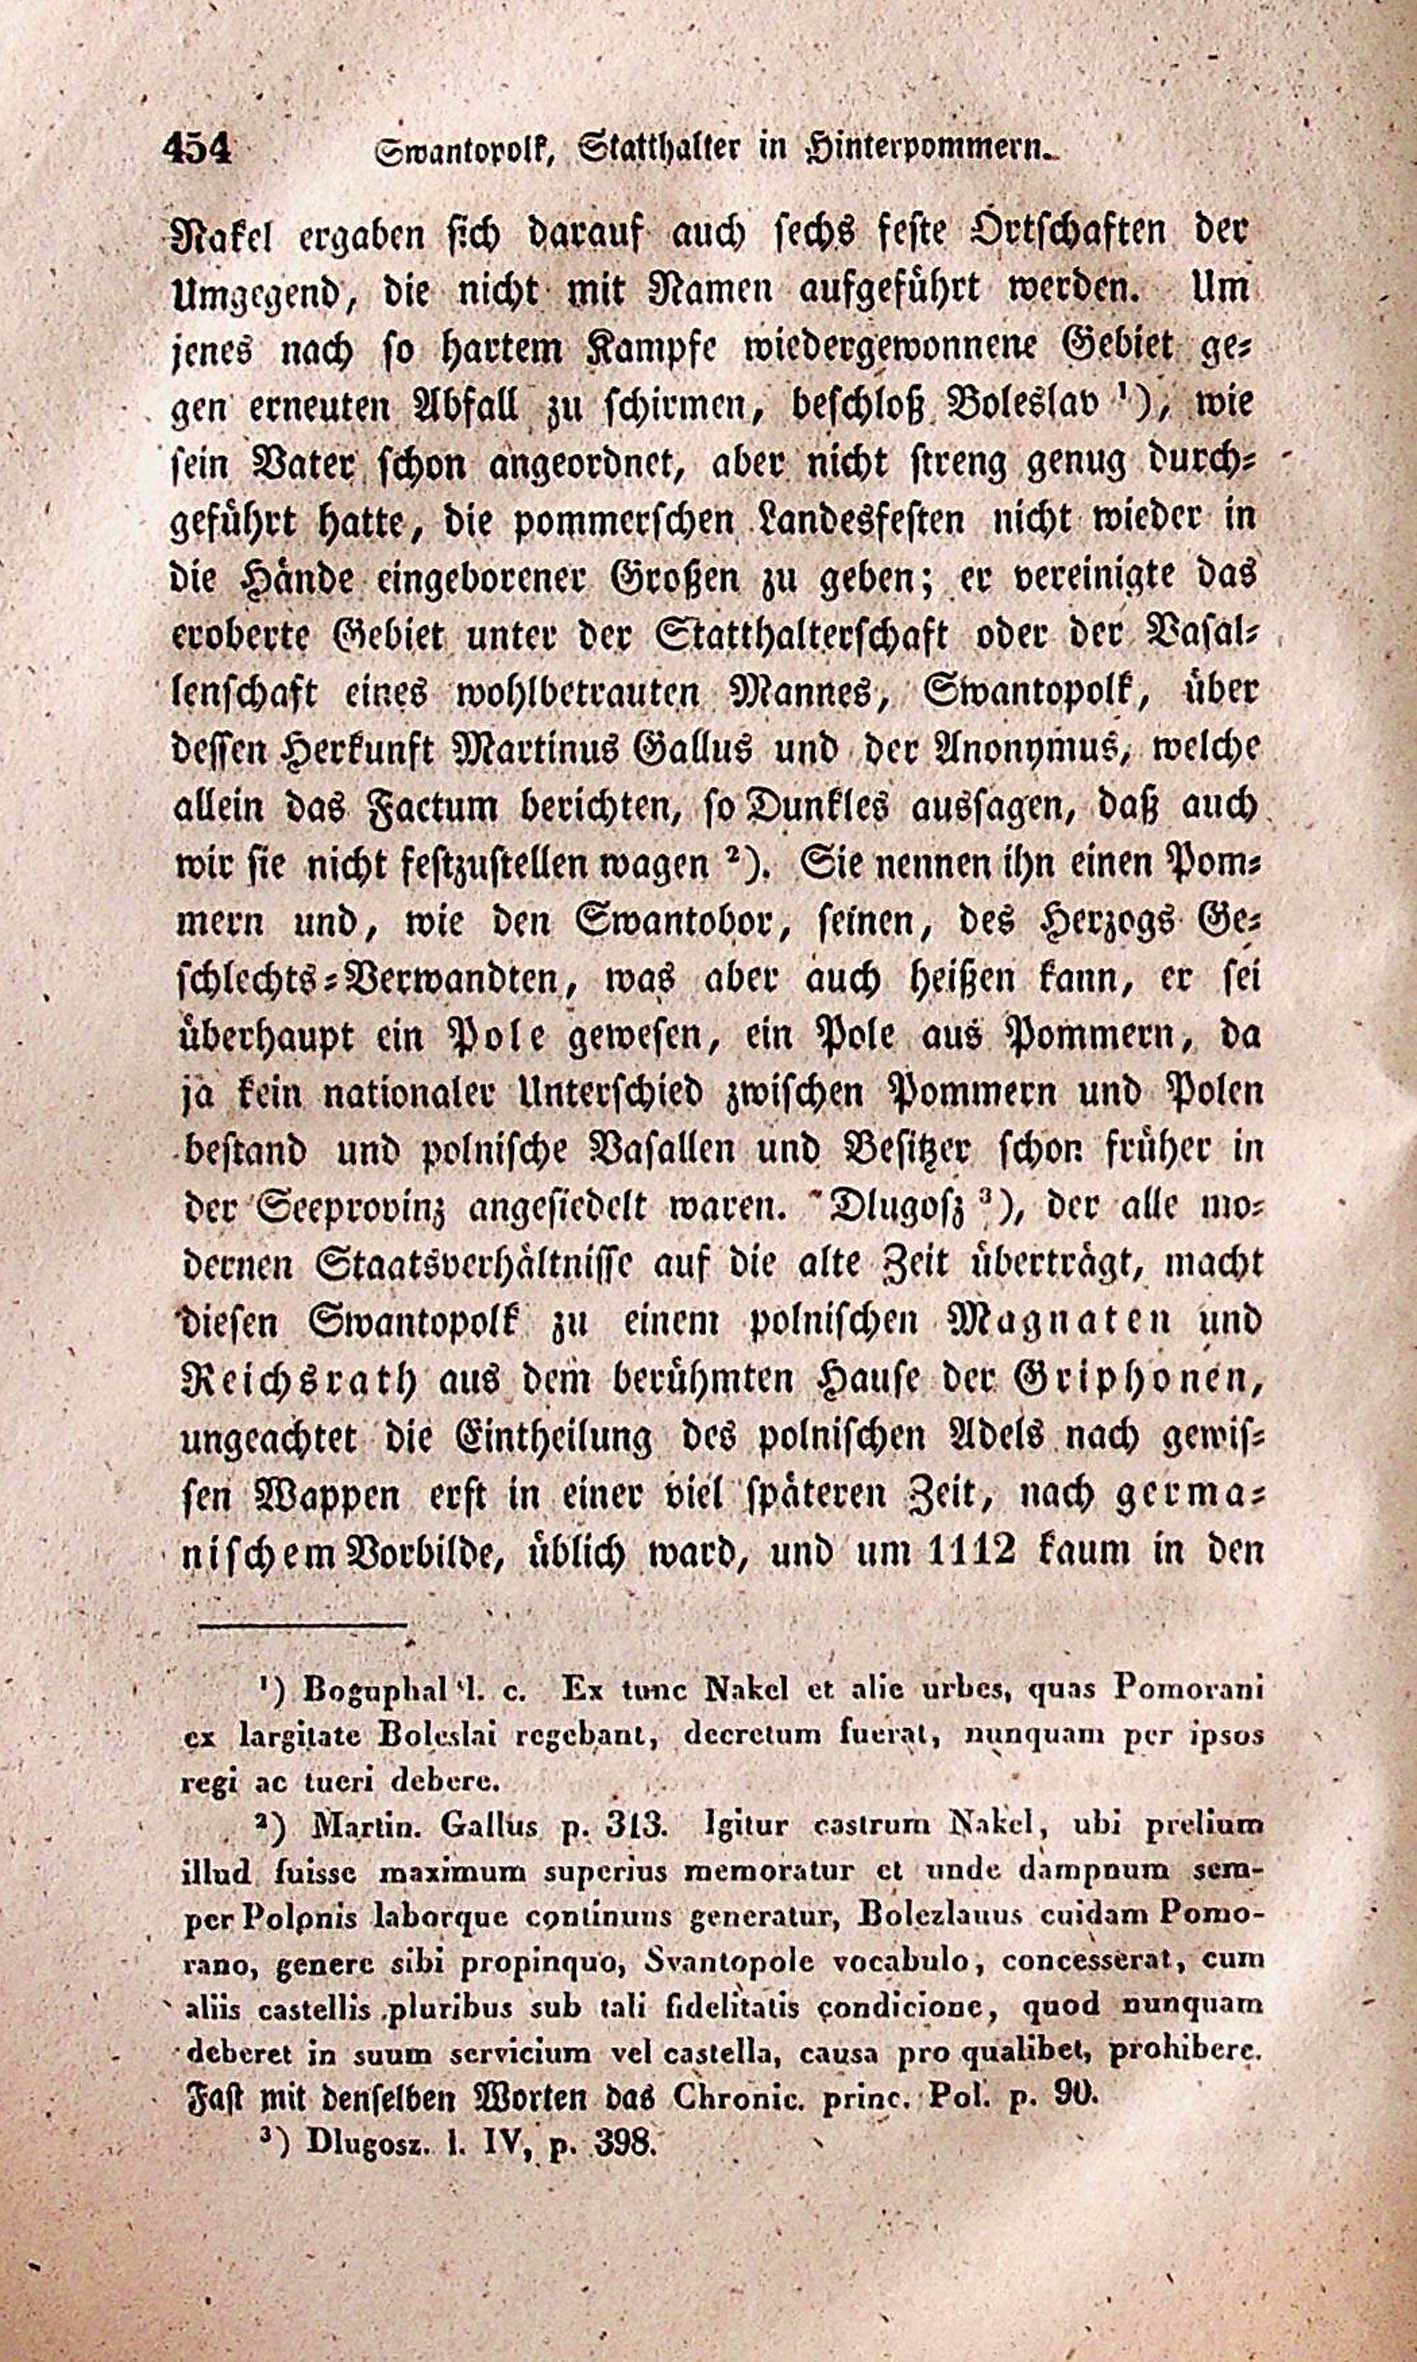 454 Swantopolk, Statthalter in Hinterpommern.
Nakel ergaben sich darauf auch sechs feste Ortschaften der
Umgegend, die nicht mit Namen aufgeführt werden. Um
jenes nach so hartem Kampfe wiedergewonnene Gebiet ge-
gen erneuten Abfall zu schirmen, beschloß Boleslav ¹), wie
sein Vater schon angeordnet, aber nicht streng genug durch-
geführt hatte, die pommerschen Landesfesten nicht wieder in
die Hände eingeborener Großen zu geben; er vereinigte das
eroberte Gebiet unter der Statthalterschaft oder der Vasal-
lenschaft eines wohlbetrauten Mannes, Swantopolk, über
dessen Herkunft Martinus Gallus und der Anonymus, welche
allein das Factum berichten, so Dunkles aussagen, daß auch
wir sie nicht festzustellen wagen ²). Sie nennen ihn einen Pom-
mern und, wie den Swantobor, seinen, des Herzogs Ge-
schlechts-Verwandten, was aber auch heißen kann, er sei
überhaupt ein Pole gewesen, ein Pole aus Pommern, da
ja kein nationaler Unterschied zwischen Pommern und Polen
bestand und polnische Vasallen und Besitzer schon früher in
der Seeprovinz angesiedelt waren. Dlugosz ³), der alle mo-
dernen Staatsverhältnisse auf die alte Zeit überträgt, macht
diesen Swantopolk zu einem polnischen Magnaten und
Reichsrath aus dem berühmten Hause der Griphonen,
ungeachtet die Eintheilung des polnischen Adels nach gewis-
sen Wappen erst in einer viel späteren Zeit, nach germa-
nischem Vorbilde, üblich ward, und um 1112 kaum in den
¹) Boguphal l. c. Ex tunc Nakel et alie urbes, quas Pomorani
ex largitate Boleslai regebant, decretum fuerat, nunquam per ipsos
regi ac tueri debere.
²) Martin. Gallus p. 313. Igitur castrum Nakel, ubi prelium
illud fuisse maximum superius memoratur et unde dampnum sem-
per Polonis laborque continuus generatur, Bolezlauus cuidam Pomo-
rano, genere sibi propinquo, Svantopolc vocabulo, concesserat, cum
aliis castellis pluribus sub tali fidelitatis condicione, quod nunquam
deberet in suum servicium vel castella, causa pro qualibet, prohibere.
Fast mit denselben Worten das Chronic. princ. Pol. p. 90.
³) Dlugosz. l. IV, p. 398.